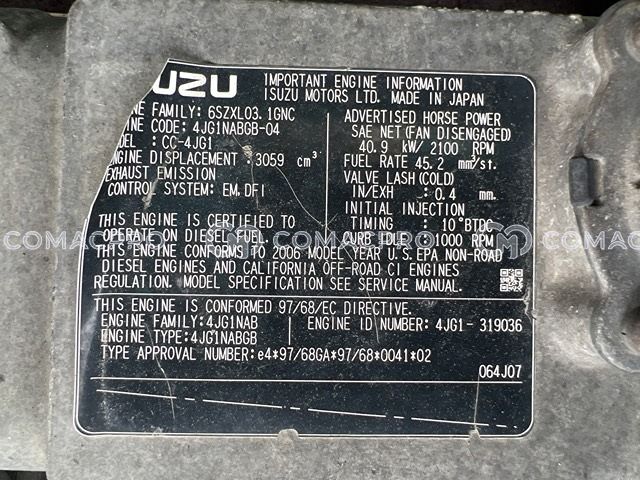 UZU IMPORTANT ENGINE INFORMATION
ISUZU MOTORS LTD. MADE IN JAPAN
INE FAMILY: 6SZXL03.1GNC
INE CODE: 4JG1NABGB-04
DEL: CC-4JG1
ENGINE DISPLACEMENT :3059 cm³
EXHAUST EMISSION
CONTROL SYSTEM: EM,DFI
ADVERTISED HORSE POWER
SAE NET(FAN DISENGAGED)
40.9 kW/2100 RPM
FUEL RATE 45.2 mm³/st.
VALVE LASH(COLD)
IN/EXH :0.4 mm.
INITIAL INJECTION
TIMING : 10°BTDC
CURB IDLE :1000 RPM
THIS ENGINE IS CERTIFIED TO
OPERATE ON DIESEL FUEL.
THIS ENGINE CONFORMS TO 2006 MODEL YEAR U.S.EPA NON-ROAD
DIESEL ENGINES AND CALIFORNIA OFF-ROAD CI ENGINES
REGULATION. MODEL SPECIFICATION SEE SERVICE MANUAL.
THIS ENGINE IS CONFORMED 97/68/EC DIRECTIVE.
ENGINE FAMILY:4JG1NAB ENGINE ID NUMBER: 4JG1- 319036
ENGINE TYPE:4JG1NABGB
TYPE APPROVAL NUMBER:e4*97/68GA*97/68*0041*02
064J07
COMACPRO
COMACPRO